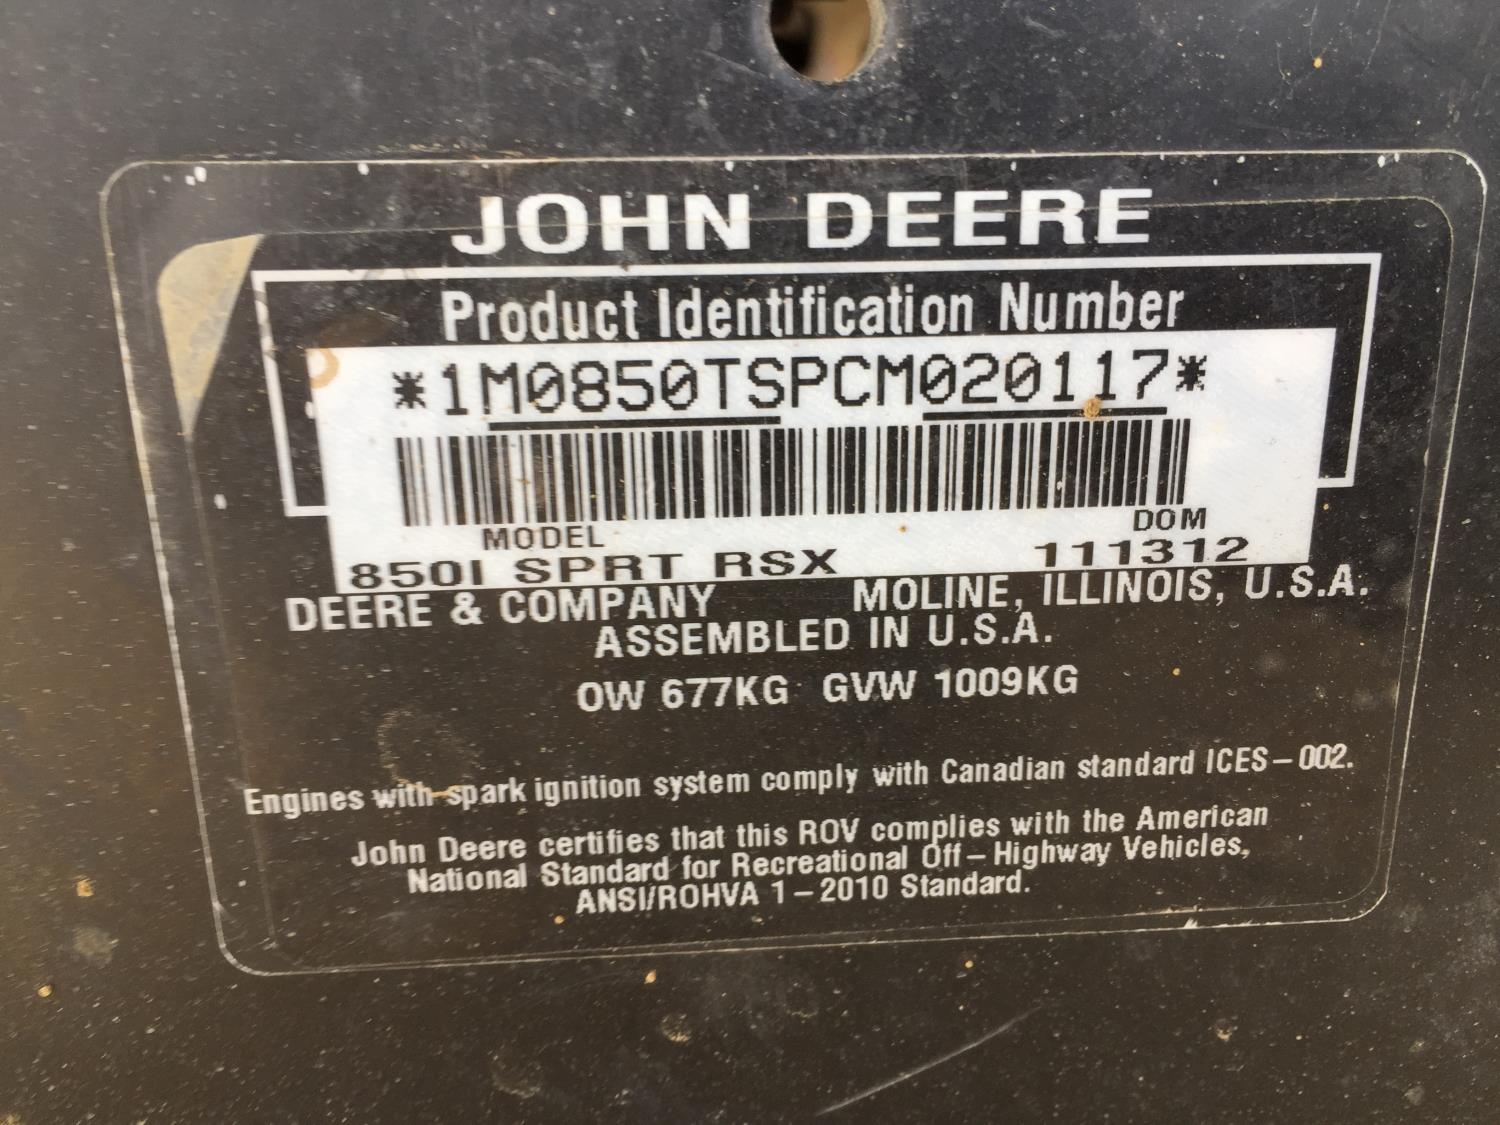 JOHN DEERE
Product Identification Number
*1M0850TSPCM020117*
MODEL DOM
850I SPRT RSX 111312
DEERE & COMPANY MOLINE, ILLINOIS, U.S.A.
ASSEMBLED IN U.S.A.
OW 677KG GVW 1009KG
Engines with spark ignition system comply with Canadian standard ICES-002.
John Deere certifies that this ROV complies with the American
National Standard for Recreational Off-Highway Vehicles,
ANSI/ROHVA 1-2010 Standard.